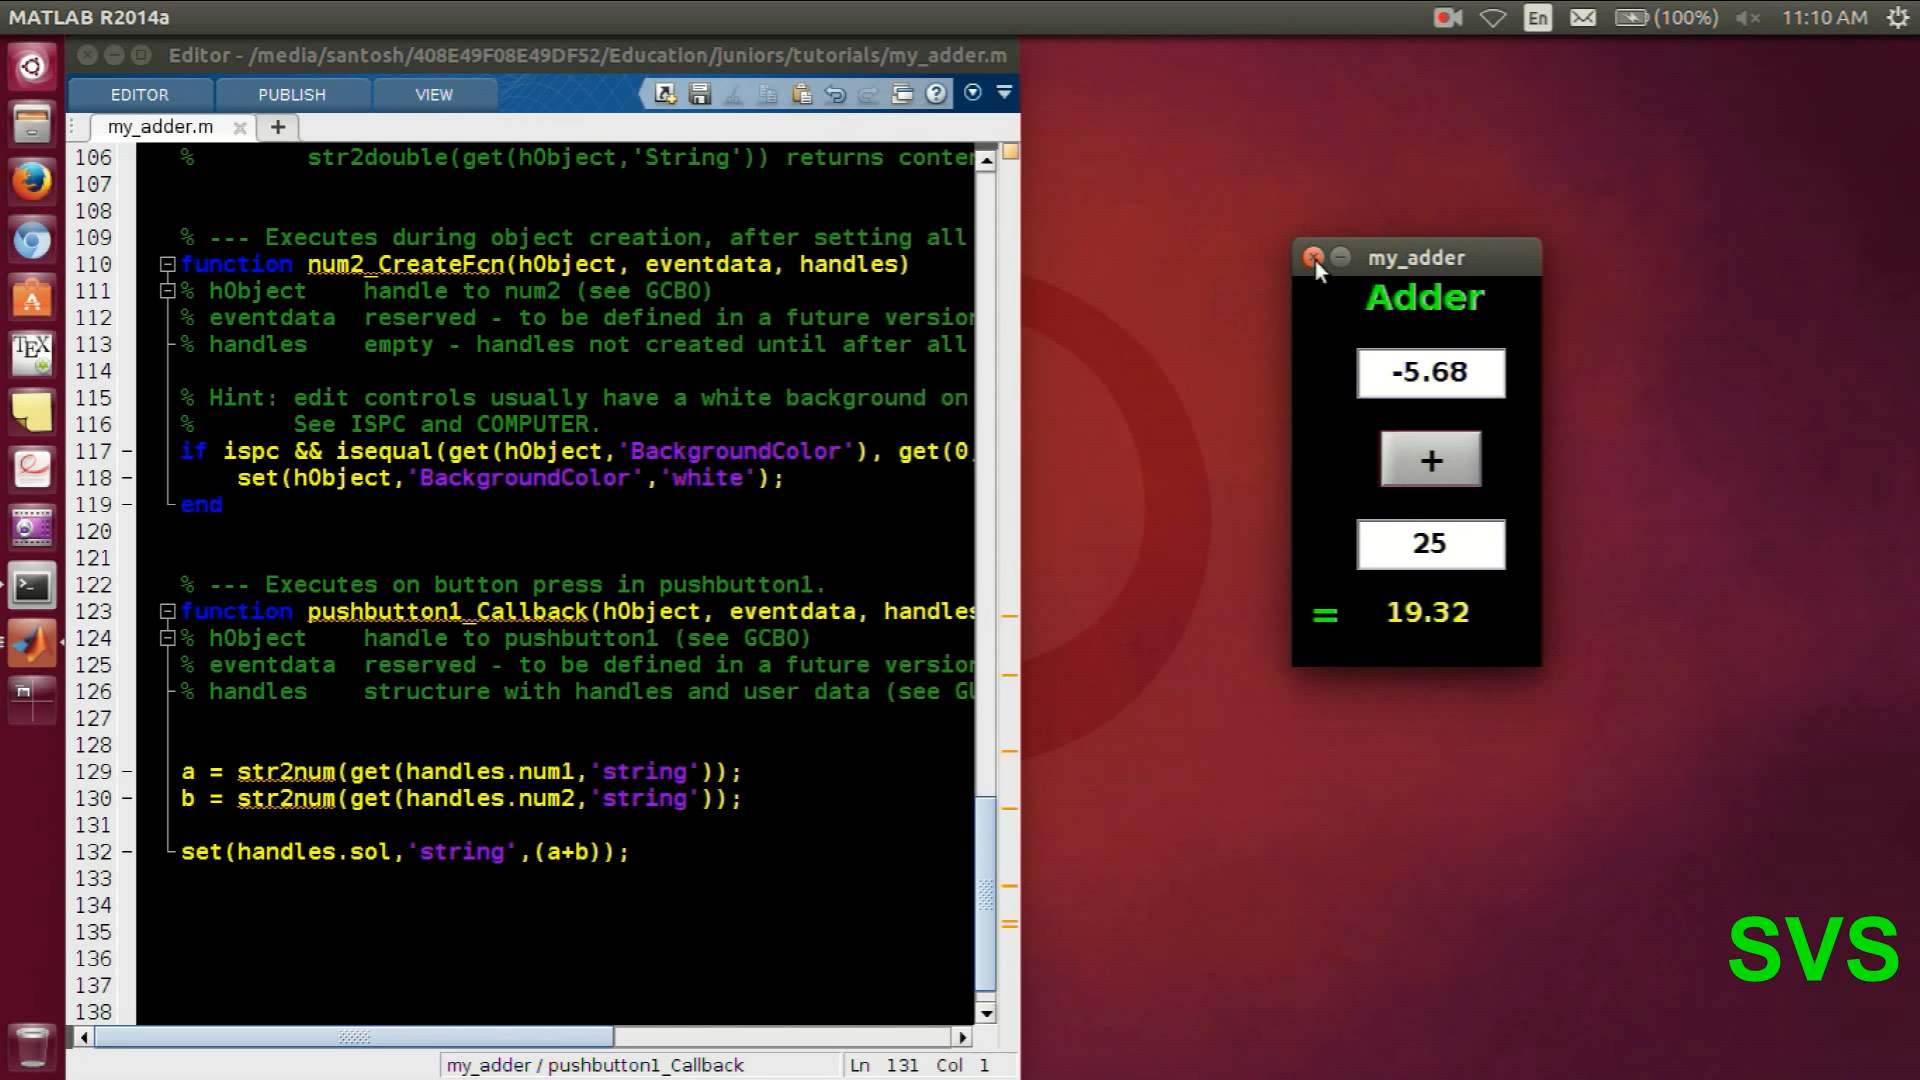 MATLAB R2014a
En
(100%)
11:10 AM
Editor - /media/santosh/408E49F08E49DF52/Education/juniors/tutorials/my_adder.m
EDITOR
PUBLISH
VIEW
my_adder.m
106 % str2double(get(hObject,'String')) returns conter
107
108
109 % --- Executes during object creation, after setting all
110 function num2_CreateFcn(hObject, eventdata, handles)
111 % hObject handle to num2 (see GCBO)
112 % eventdata reserved - to be defined in a future version
113 % handles empty - handles not created until after all
114
115 % Hint: edit controls usually have a white background on
116 % See ISPC and COMPUTER.
117 - if ispc && isequal(get(hObject,'BackgroundColor'), get(0,
118 - set(hObject,'BackgroundColor','white');
119 - end
120
121
122 % --- Executes on button press in pushbutton1.
123 function pushbutton1_Callback(hObject, eventdata, handles
124 % hObject handle to pushbutton1 (see GCBO)
125 % eventdata reserved - to be defined in a future version
126 % handles structure with handles and user data (see GU
127
128
129 - a = str2num(get(handles.num1,'string'));
130 - b = str2num(get(handles.num2,'string'));
131
132 - set(handles.sol,'string',(a+b));
133
134
135
136
137
138
my_adder / pushbutton1_Callback
Ln 131 Col 1
my_adder
Adder
-5.68
+
25
= 19.32
SVS
TEX